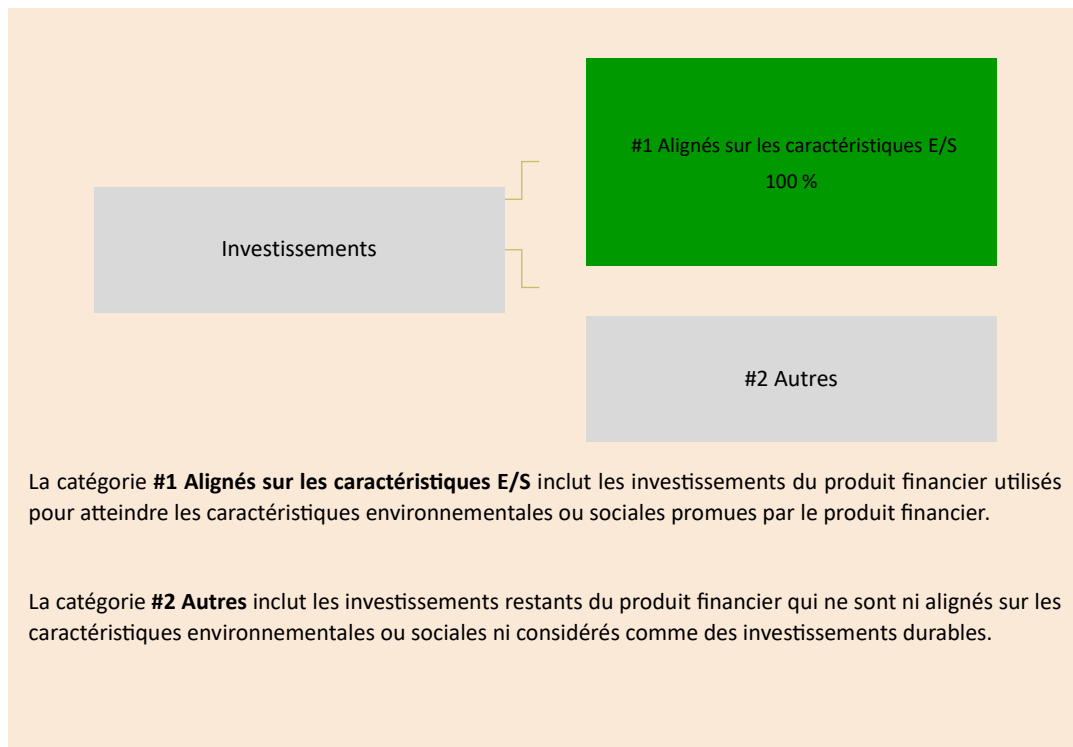 #1 Alignés sur les caractéristiques E/S
100 %
Investissements
#2 Autres
La catégorie #1 Alignés sur les caractéristiques E/S inclut les investissements du produit financier utilisés
pour atteindre les caractéristiques environnementales ou sociales promues par le produit financier.
La catégorie #2 Autres inclut les investissements restants du produit financier qui ne sont ni alignés sur les
caractéristiques environnementales ou sociales ni considérés comme des investissements durables.